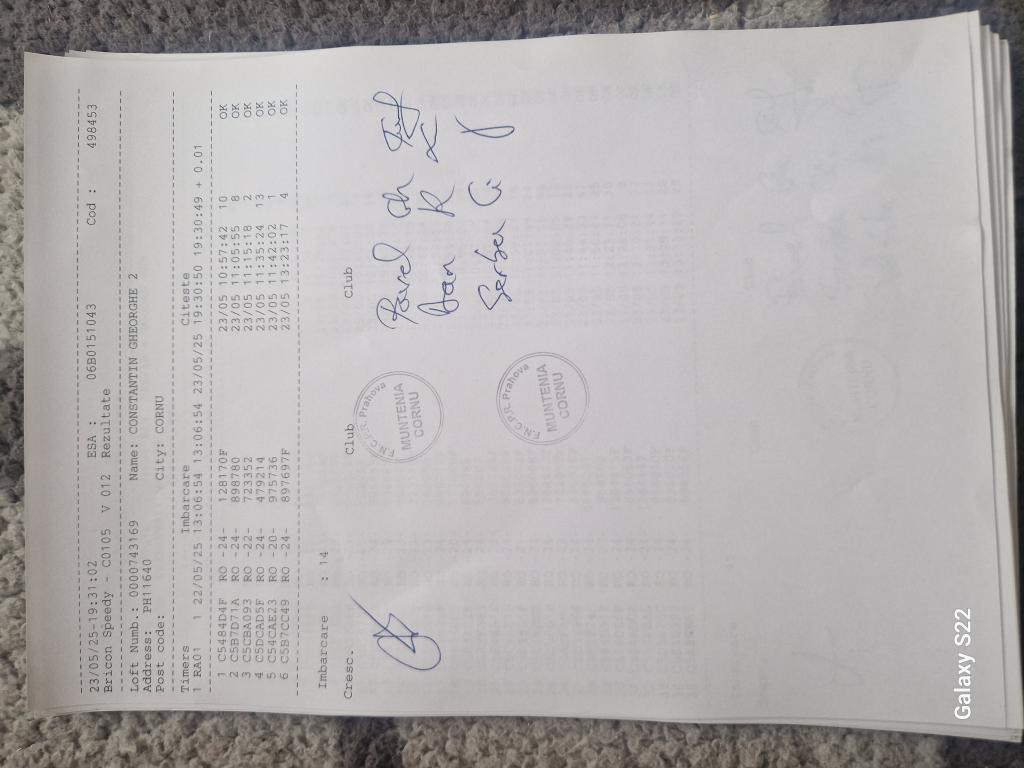 23/05/25-19:31:02 ESA : 06B0151043 Cod : 498453
Bricon Speedy - C0105 V 012 Rezultate
Loft Numb.: 0000743169 Name: CONSTANTIN GHEORGHE 2
Address: PH11640
Post code: City: CORNU
Timers Imbarcare Citeste
1 RA01 1 22/05/25 13:06:54 13:06:54 23/05/25 19:30:50 19:30:49 + 0.01
1 C5484D4F RO -24- 128170F 23/05 10:57:42 10 OK
2 C5B7D71A RO -24- 898780 23/05 11:05:55 8 OK
3 C5CBA093 RO -22- 723352 23/05 11:15:18 2 OK
4 C5DCAD5F RO -24- 479214 23/05 11:35:24 13 OK
5 C54CAE23 RO -20- 975736 23/05 11:42:02 1 OK
6 C5B7CC49 RO -24- 897697F 23/05 13:23:17 4 OK
Imbarcare : 14
Cresc. Club Club
F.N.C.P.R. Prahova
MUNTENIA
CORNU
F.N.C.P.R. Prahova
MUNTENIA
CORNU
Pavel
Serban
Galaxy S22